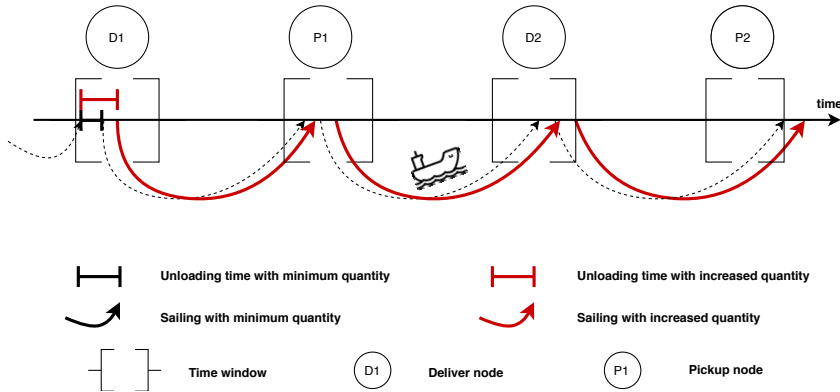 D1 P1 D2 P2
time
Unloading time with minimum quantity Unloading time with increased quantity
Sailing with minimum quantity Sailing with increased quantity
Time window D1 Deliver node P1 Pickup node